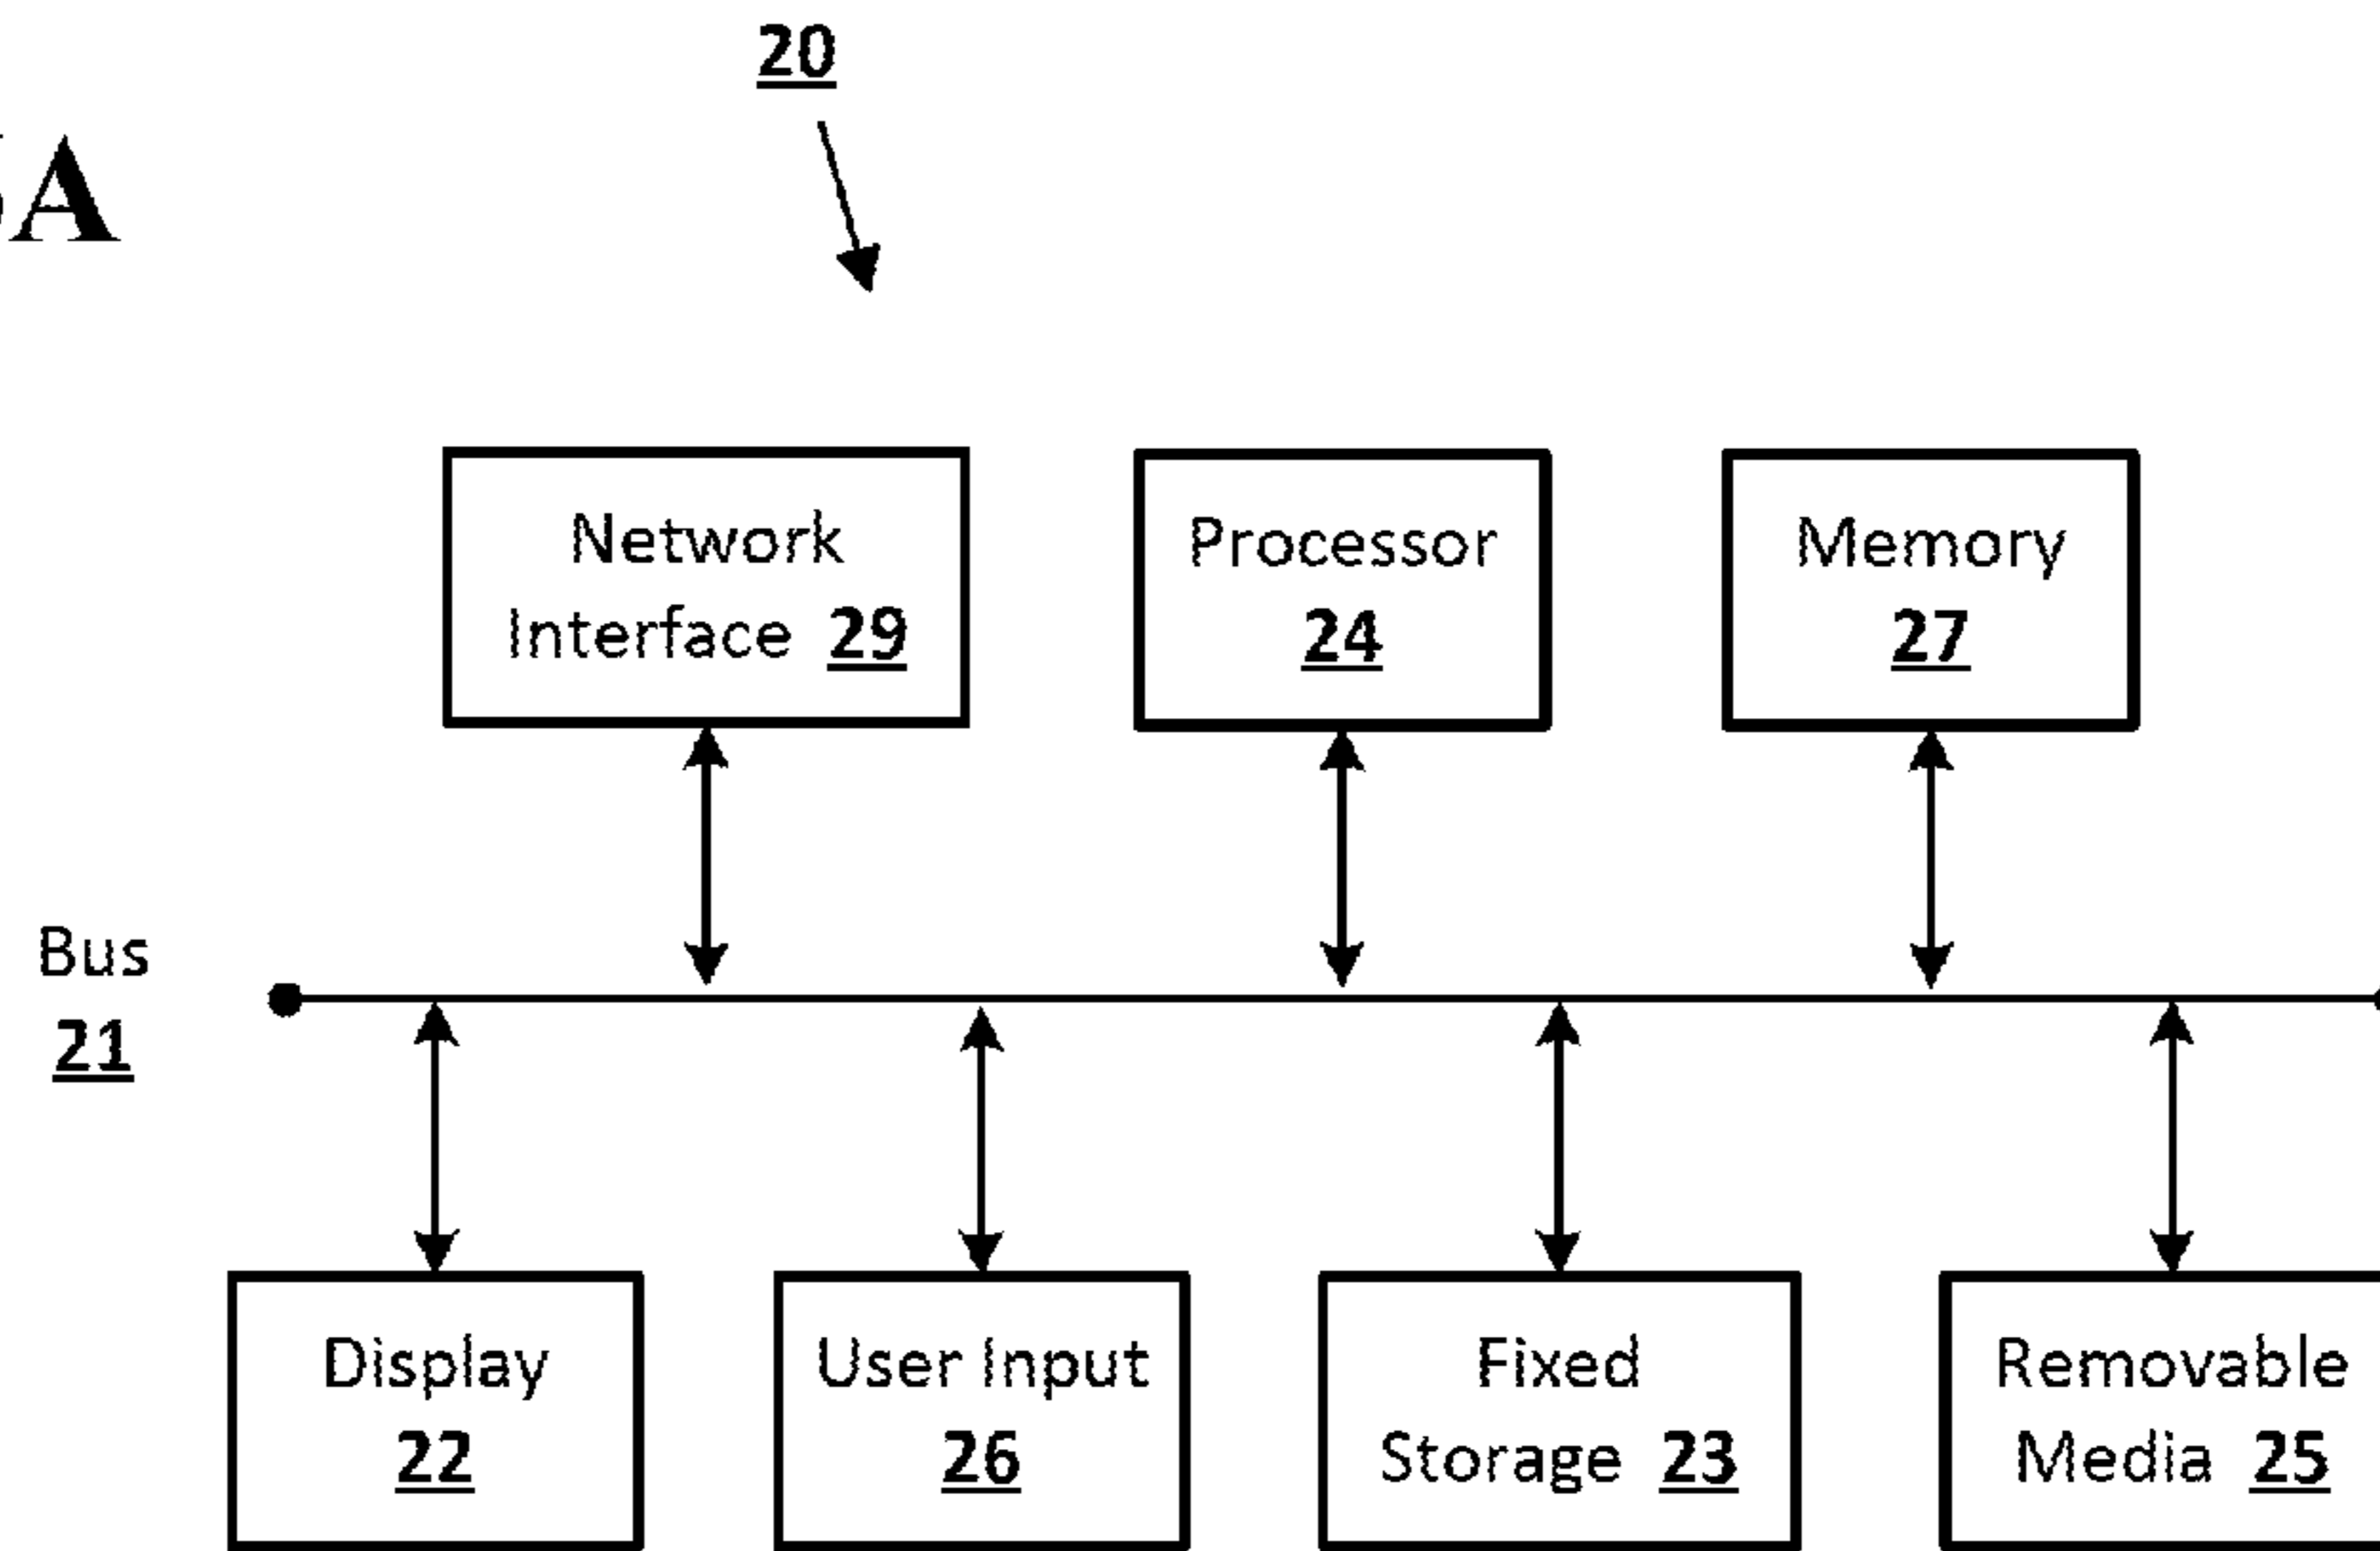 20
A
Network
Interface 29
Processor
24
Memory
27
Bus
21
Display
22
User Input
26
Fixed
Storage 23
Removable
Media 25